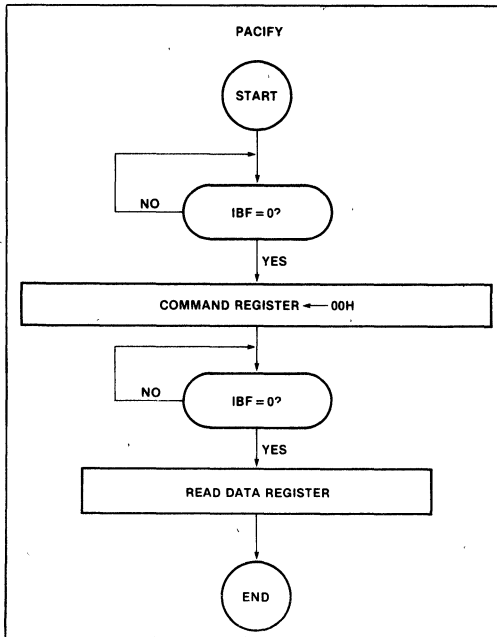 PACIFY
START
NO
IBF = 0?
YES
COMMAND REGISTER ← 00H
NO
IBF = 0?
YES
READ DATA REGISTER
END